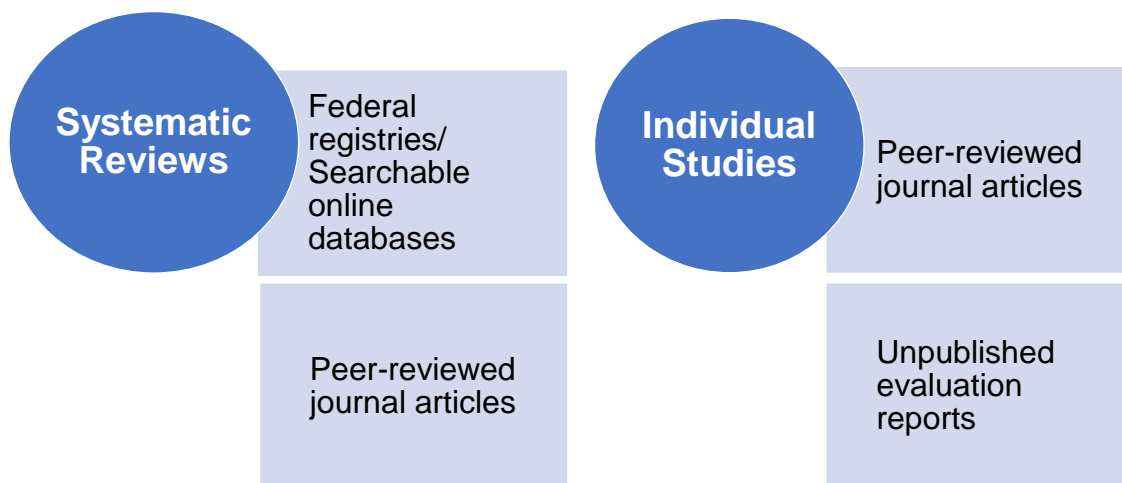 Systematic
Reviews
Federal
registries/
Searchable
online
databases
Peer-reviewed
journal articles
Individual
Studies
Peer-reviewed
journal articles
Unpublished
evaluation
reports